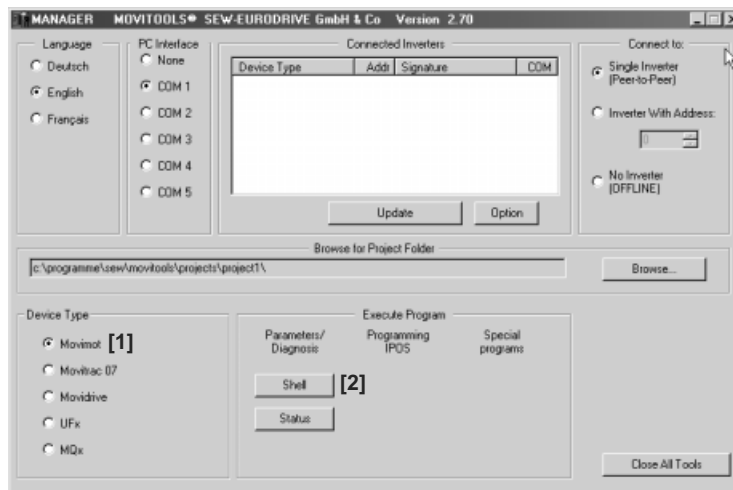 MANAGER MOVITOOLS® SEW-EURODRIVE GmbH & Co Version 2.70
Language
Deutsch
English
Français
PC Interface
None
COM 1
COM 2
COM 3
COM 4
COM 5
Connected Inverters
Device Type Addr Signature COM
Update Option
Connect to:
Single Inverter
(Peer-to-Peer)
Inverter With Address:
0
No Inverter
(OFFLINE)
Browse for Project Folder
c:\programme\sew\movitools\projects\project1\
Browse...
Device Type
Movimot [1]
Movitrac 07
Movidrive
UFx
MQx
Execute Program
Parameters/
Diagnosis
Programming
IPOS
Special
programs
Shell [2]
Status
Close All Tools